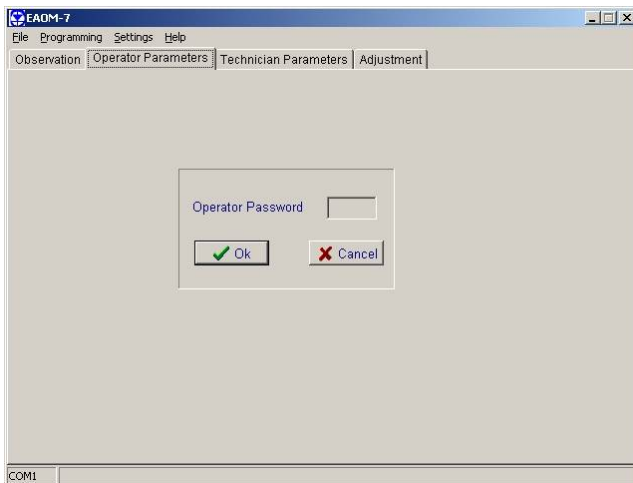 EAOM-7
File Programming Settings Help
Observation Operator Parameters Technician Parameters Adjustment
Operator Password
Ok Cancel
COM1